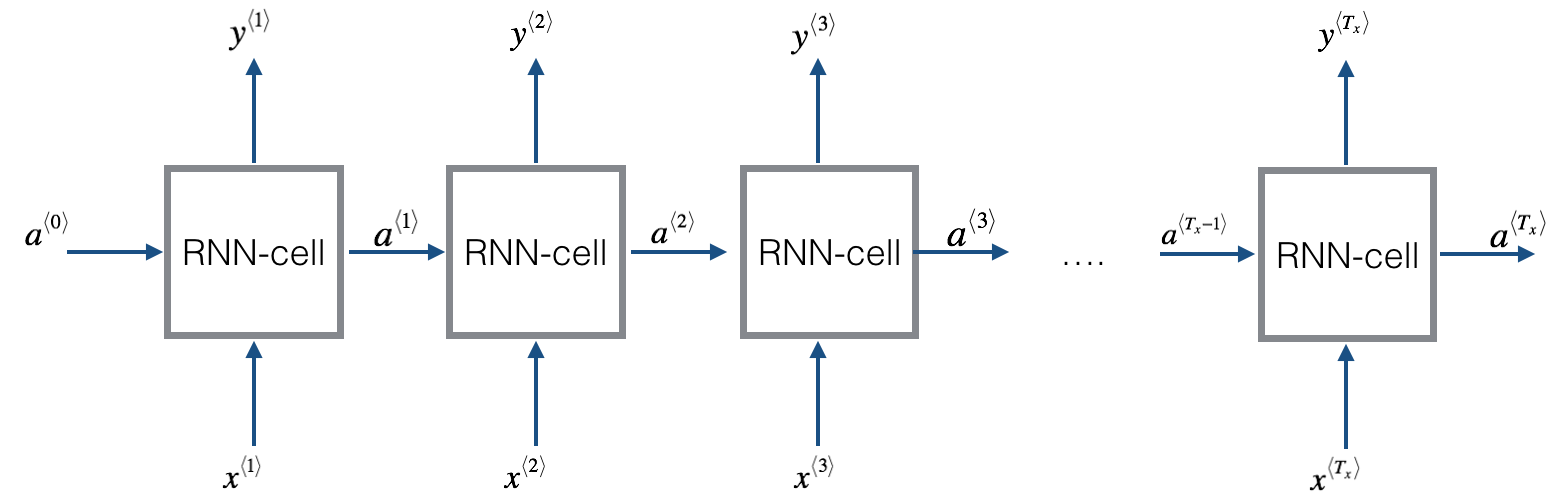 y⟨1⟩ y⟨2⟩ y⟨3⟩ y⟨Tx⟩
a⟨0⟩ RNN-cell a⟨1⟩ RNN-cell a⟨2⟩ RNN-cell a⟨3⟩ .... a⟨Tx−1⟩ RNN-cell a⟨Tx⟩
x⟨1⟩ x⟨2⟩ x⟨3⟩ x⟨Tx⟩